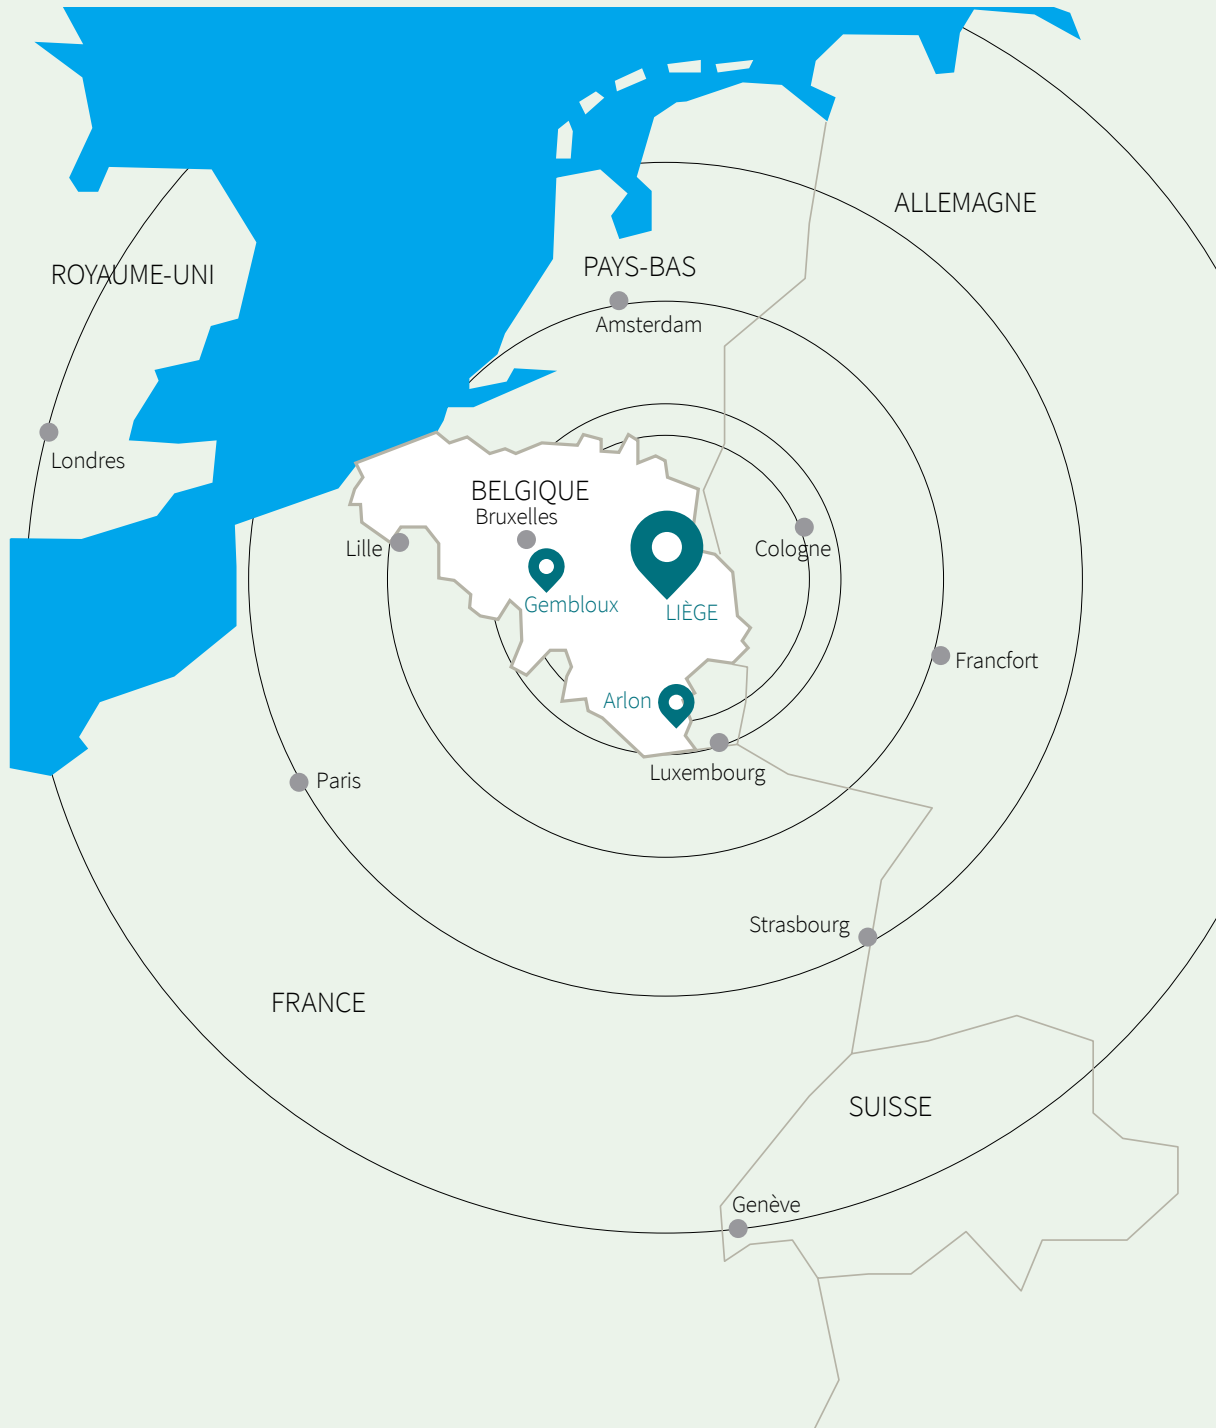 ALLEMAGNE
PAYS-BAS
ROYAUME-UNI
Amsterdam
Londres
BELGIQUE
Bruxelles
Lille
Cologne
Gembloux
LIÈGE
Francfort
Arlon
Luxembourg
Paris
Strasbourg
FRANCE
SUISSE
Genève